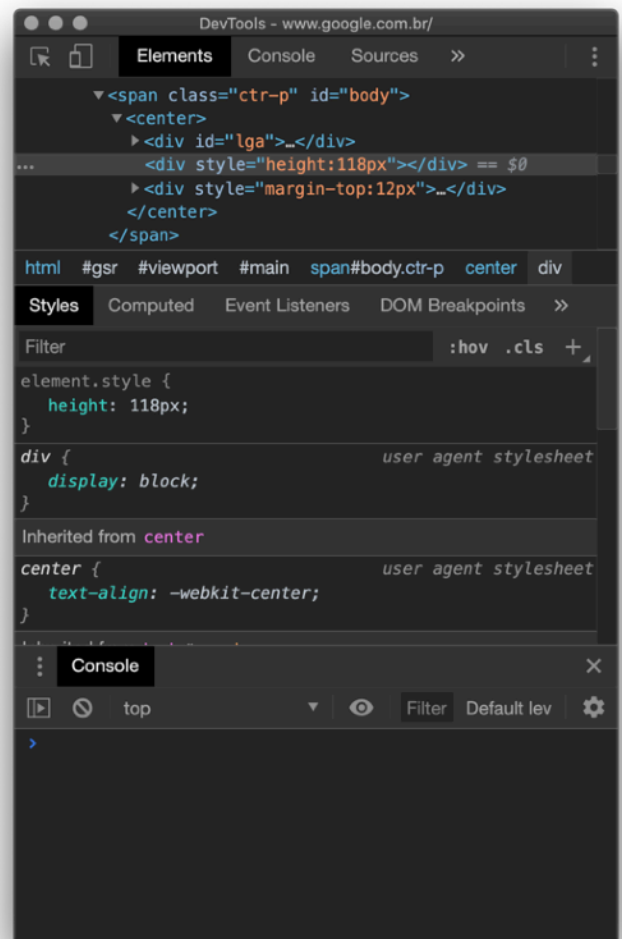 DevTools - www.google.com.br/
Elements Console Sources »
▼<span class="ctr-p" id="body">
▼<center>
▶<div id="lga">…</div>
… <div style="height:118px"></div> == $0
▶<div style="margin-top:12px">…</div>
</center>
</span>
html #gsr #viewport #main span#body.ctr-p center div
Styles Computed Event Listeners DOM Breakpoints »
Filter :hov .cls +
element.style {
height: 118px;
}
div { user agent stylesheet
display: block;
}
Inherited from center
center { user agent stylesheet
text-align: -webkit-center;
}
Console ×
top ▼ Filter Default lev
>